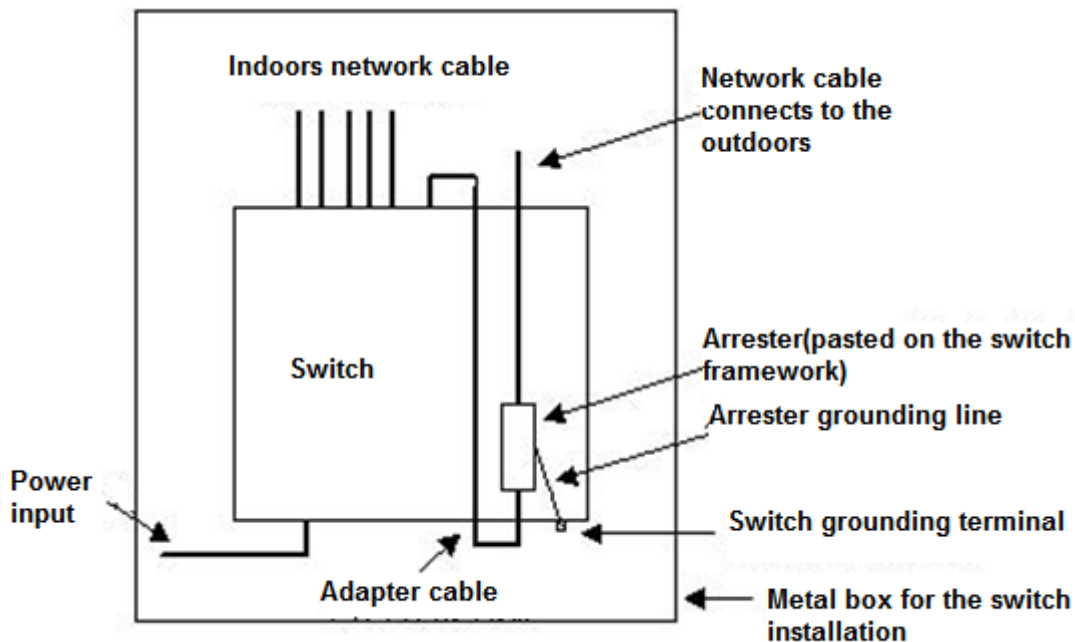 Indoors network cable
Network cable
connects to the
outdoors
Switch
Arrester(pasted on the switch
framework)
Arrester grounding line
Power
input
Switch grounding terminal
Adapter cable
Metal box for the switch
installation